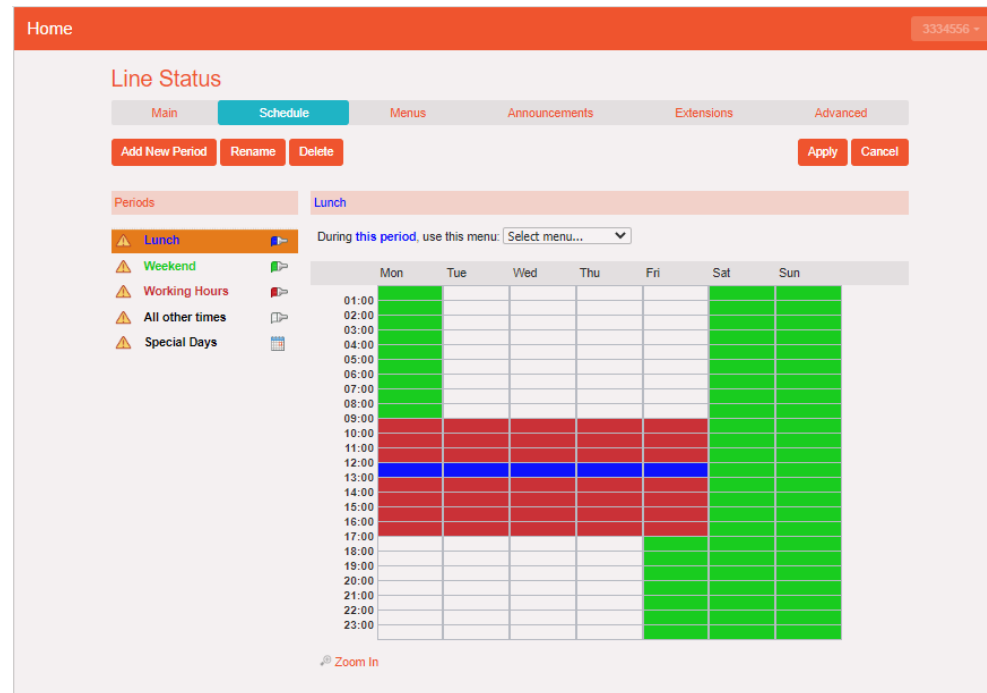 Home
3334556
Line Status
Main Schedule Menus Announcements Extensions Advanced
Add New Period Rename Delete Apply Cancel
Periods
Lunch
Weekend
Working Hours
All other times
Special Days
Lunch
During this period, use this menu: Select menu...
Mon Tue Wed Thu Fri Sat Sun
01:00
02:00
03:00
04:00
05:00
06:00
07:00
08:00
09:00
10:00
11:00
12:00
13:00
14:00
15:00
16:00
17:00
18:00
19:00
20:00
21:00
22:00
23:00
Zoom In